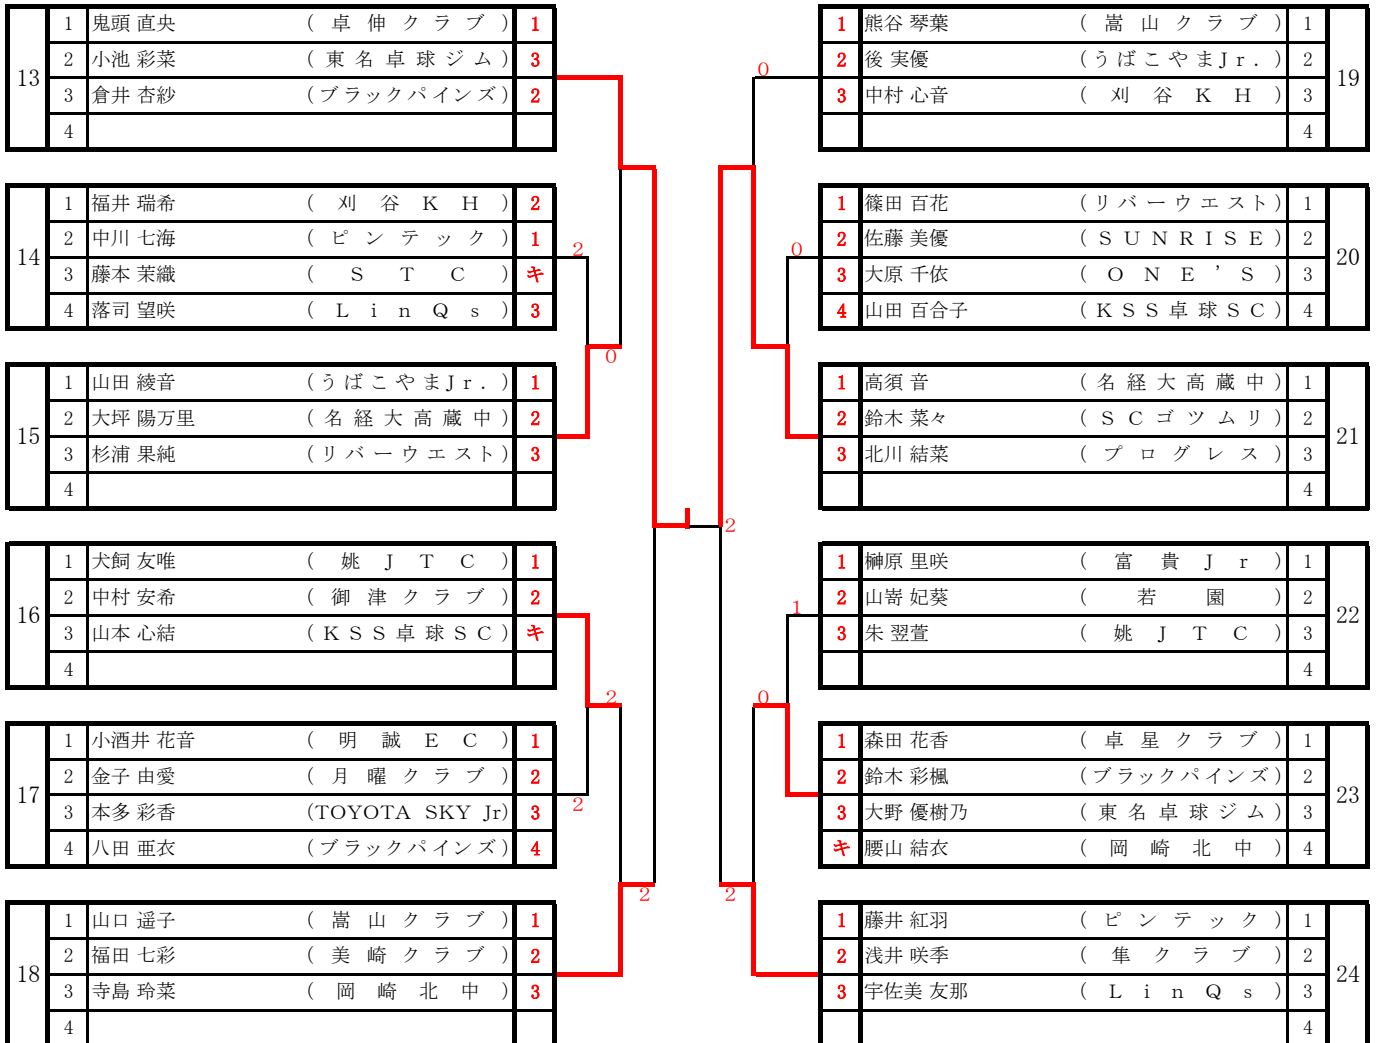 13
1 鬼頭 直央 (卓伸クラブ) 1
2 小池 彩菜 (東名卓球ジム) 3
3 倉井 杏紗 (ブラックパインズ) 2
4
14
1 福井 瑞希 (刈谷KH) 2
2 中川 七海 (ピンテック) 1
3 藤本 茉織 (STC) キ
4 落司 望咲 (LinQs) 3
2
0
15
1 山田 綾音 (うばこやまJr.) 1
2 大坪 陽万里 (名経大高蔵中) 2
3 杉浦 果純 (リバーウエスト) 3
4
16
1 犬飼 友唯 (姚JTC) 1
2 中村 安希 (御津クラブ) 2
3 山本 心結 (KSS卓球SC) キ
4
2
17
1 小酒井 花音 (明誠EC) 1
2 金子 由愛 (月曜クラブ) 2
3 本多 彩香 (TOYOTA SKY Jr) 3
4 八田 亜衣 (ブラックパインズ) 4
2
2
18
1 山口 遥子 (嵩山クラブ) 1
2 福田 七彩 (美崎クラブ) 2
3 寺島 玲菜 (岡崎北中) 3
4
2
19
1 熊谷 琴葉 (嵩山クラブ) 1
2 後 実優 (うばこやまJr.) 2
3 中村 心音 (刈谷KH) 3
4
0
20
1 篠田 百花 (リバーウエスト) 1
2 佐藤 美優 (SUNRISE) 2
3 大原 千依 (ONE'S) 3
4 山田 百合子 (KSS卓球SC) 4
0
21
1 高須 音 (名経大高蔵中) 1
2 鈴木 菜々 (SCゴツムリ) 2
3 北川 結菜 (プログレス) 3
4
22
1 榊原 里咲 (富貴Jr) 1
2 山嵜 妃葵 (若園) 2
3 朱 翌萱 (姚JTC) 3
4
1
0
23
1 森田 花香 (卓星クラブ) 1
2 鈴木 彩楓 (ブラックパインズ) 2
3 大野 優樹乃 (東名卓球ジム) 3
キ 腰山 結衣 (岡崎北中) 4
2
24
1 藤井 紅羽 (ピンテック) 1
2 浅井 咲季 (隼クラブ) 2
3 宇佐美 友那 (LinQs) 3
4